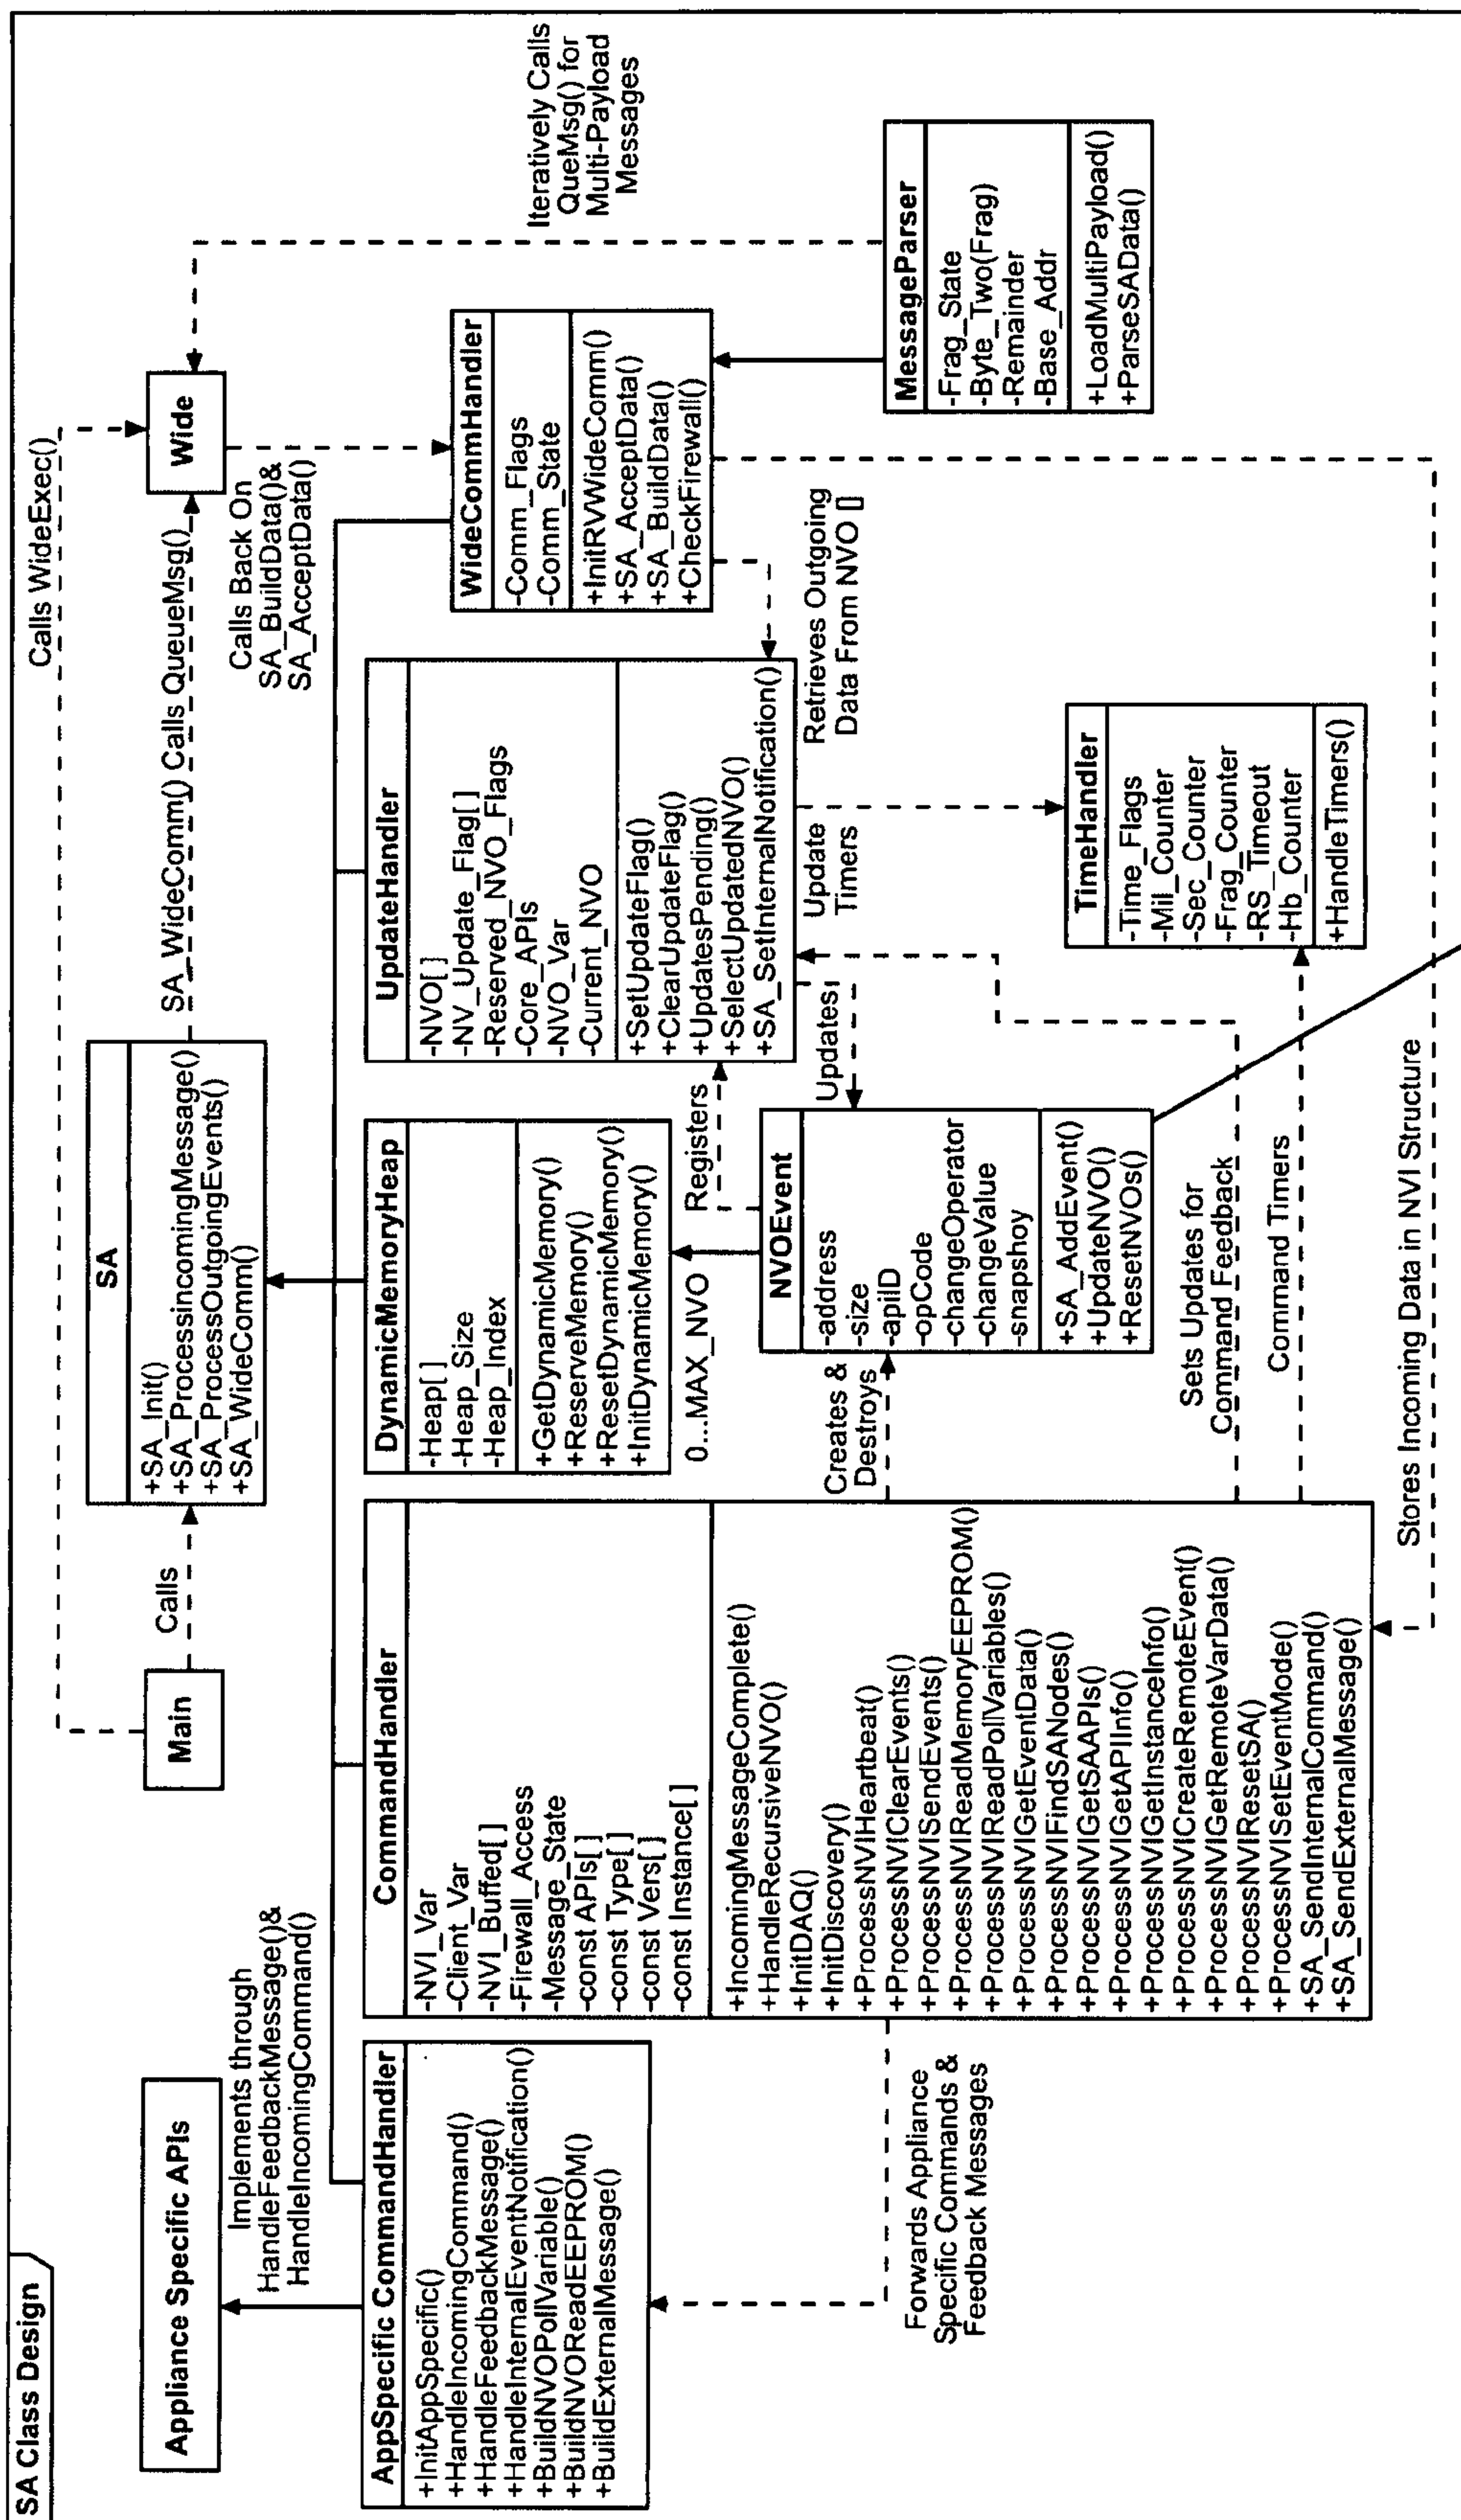 SA Class Design
Appliance Specific APIs
Implements through
HandleFeedbackMessage()&
HandleIncomingCommand()
Main
Calls
Calls WideExec()
SA
+SA_Init()
+SA_ProcessincomingMessage()
+SA_ProcessOutgoingEvents()
+SA_WideComm()
SA_WideComm() Calls QueueMsg()
Wide
Calls Back On
SA_BuildData()&
SA_AcceptData()
Iteratively Calls
QueMsg() for
Multi-Payload
Messages
AppSpecific CommandHandler
+InitAppSpecific()
+HandleIncomingCommand()
+HandleFeedbackMessage()
+HandleInternalEventNotification()
+BuildNVOPollVariable()
+BuildNVOReadEEPROM()
+BuildExternalMessage()
CommandHandler
-NVI_Var
-Client_Var
-NVI_Buffed[ ]
-Firewall_Access
-Message_State
-const APIs[ ]
-const Type[ ]
-const Vers[ ]
-const Instance[ ]
+IncomingMessageComplete()
+HandleRecursiveNVO()
+InitDAQ()
+InitDiscovery()
+ProcessNVIHeartbeat()
+ProcessNVIClearEvents()
+ProcessNVISendEvents()
+ProcessNVIReadMemoryEEPROM()
+ProcessNVIReadPollVariables()
+ProcessNVIGetEventData()
+ProcessNVIFindSANodes()
+ProcessNVIGetSAAPIs()
+ProcessNVIGetAPIInfo()
+ProcessNVIGetInstanceInfo()
+ProcessNVICreateRemoteEvent()
+ProcessNVIGetRemoteVarData()
+ProcessNVIResetSA()
+ProcessNVISetEventMode()
+SA_SendInternalCommand()
+SA_SendExternalMessage()
Forwards Appliance
Specific Commands &
Feedback Messages
DynamicMemoryHeap
-Heap[ ]
-Heap_Size
-Heap_Index
+GetDynamicMemory()
+ReserveMemory()
+ResetDynamicMemory()
+InitDynamicMemory()
0...MAX_NVO
Registers
Creates &
Destroys
NVOEvent
-address
-size
-apiID
-opCode
-changeOperator
-changeValue
-snapshoy
+SA_AddEvent()
+UpdateNVO()
+ResetNVOs()
UpdateHandler
-NVO[ ]
-NV_Update_Flag[ ]
-Reserved_NVO_Flags
-Core_APIs
-NVO_Var
-Current_NVO
+SetUpdateFlag()
+ClearUpdateFlag()
+UpdatesPending()
+SelectUpdatedNVO()
+SA_SetInternalNotification()
Updates
Update
Timers
WideCommHandler
-Comm_Flags
-Comm_State
+InitRVWideComm()
+SA_AcceptData()
+SA_BuildData()
+CheckFirewall()
Retrieves Outgoing
Data From NVO []
MessageParser
-Frag_State
-Byte_Two(Frag)
-Remainder
-Base_Addr
+LoadMultiPayload()
+ParseSAData()
TimeHandler
-Time_Flags
-Mil_Counter
-Sec_Counter
-Frag_Counter
-RS_Timeout
-Hb_Counter
+HandleTimers()
Sets Updates for
Command Feedback
Command Timers
Stores Incoming Data in NVI Structure